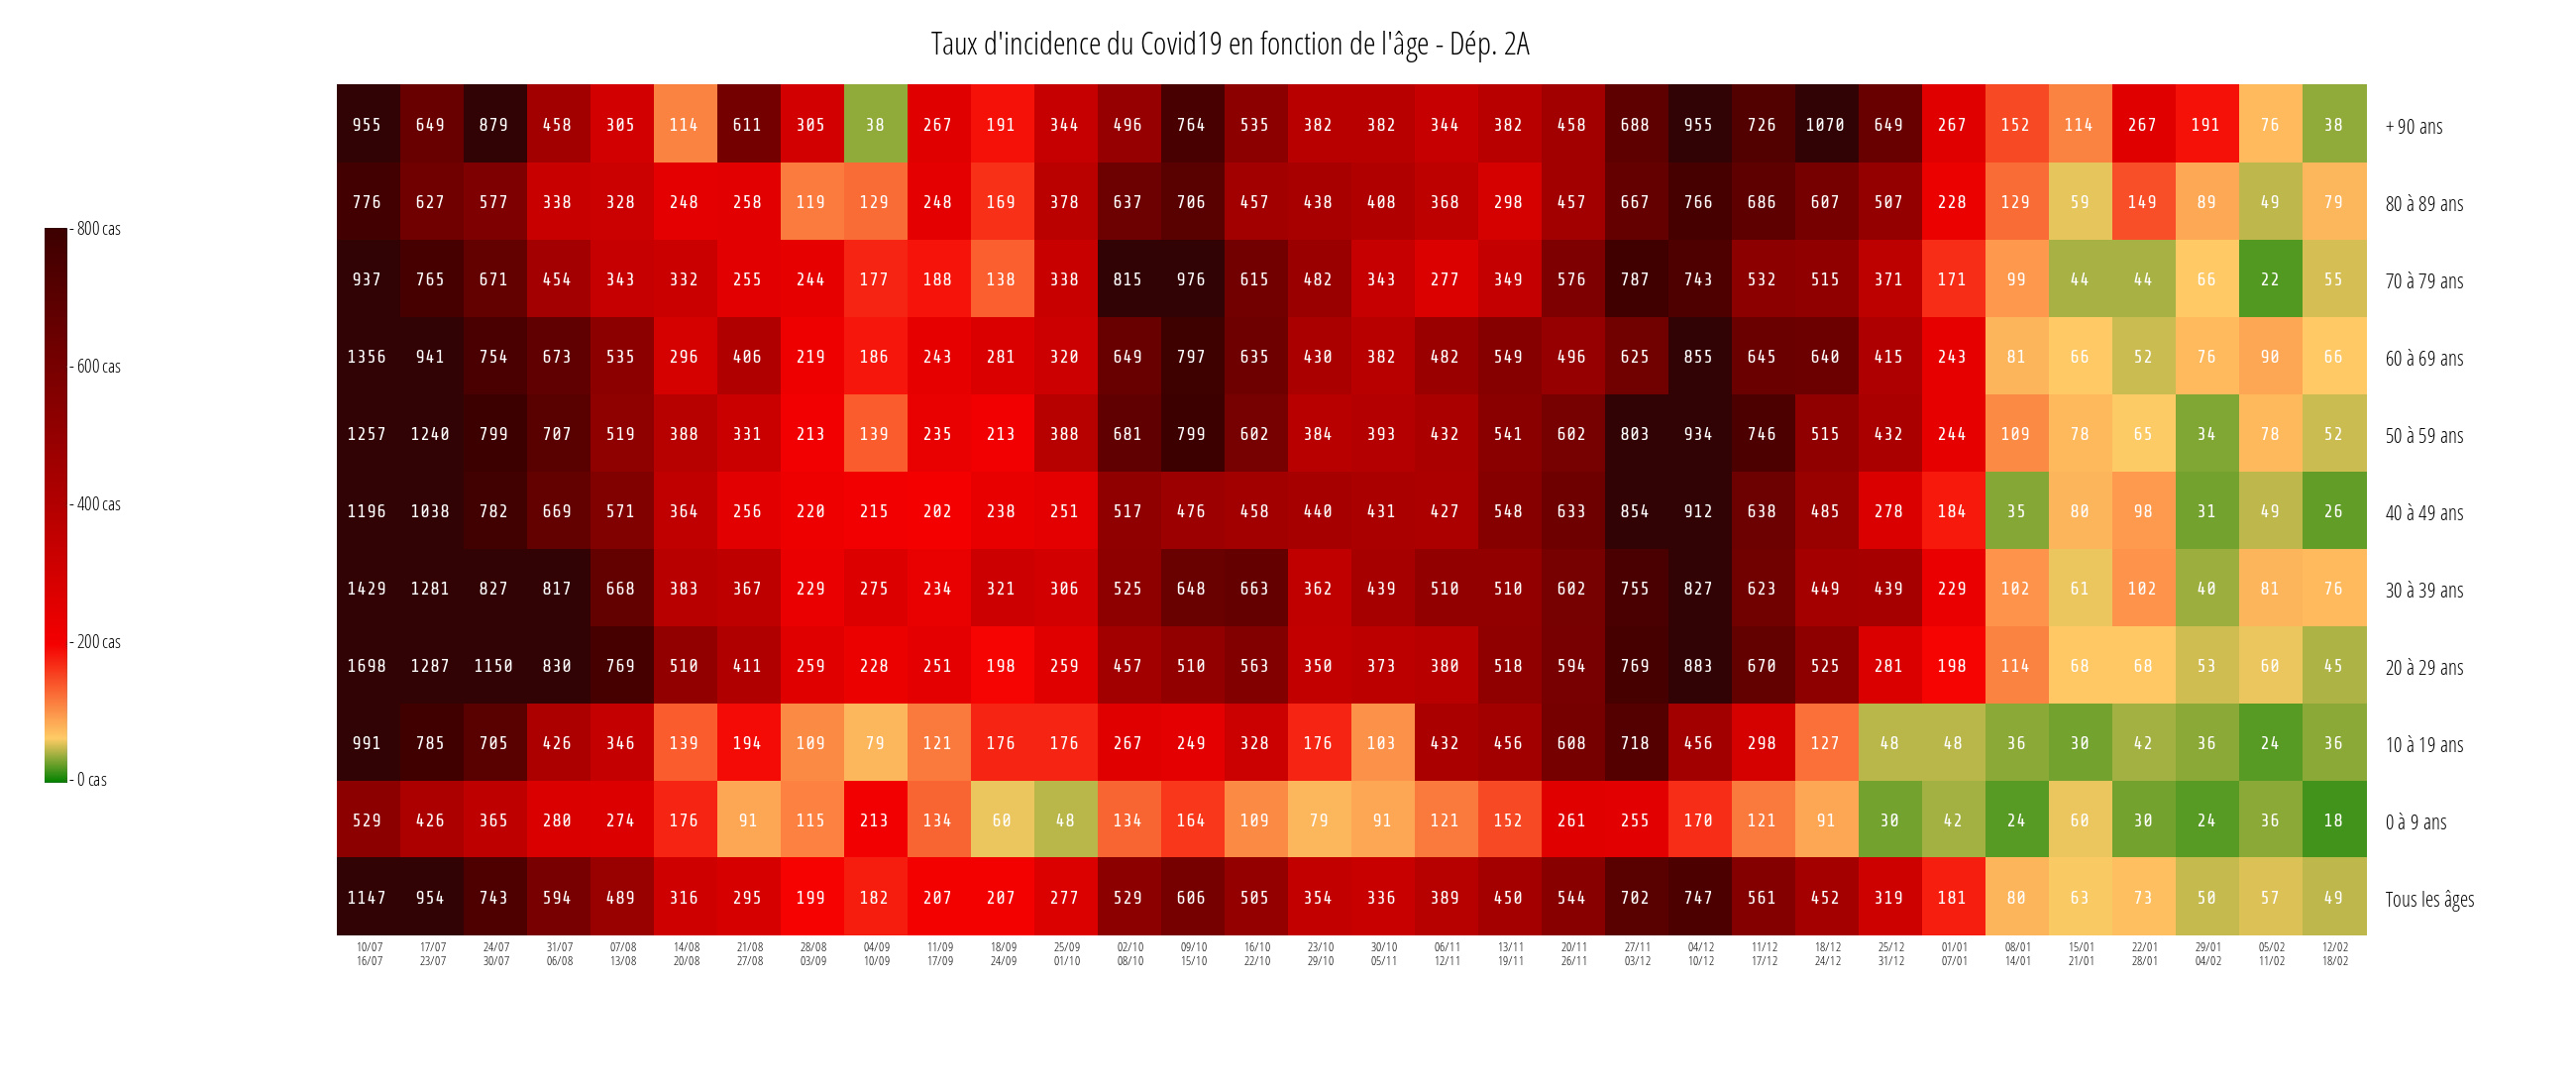 Taux d'incidence du Covid19 en fonction de l'âge - Dép. 2A
955 649 879 458 305 114 611 305 38 267 191 344 496 764 535 382 382 344 382 458 688 955 726 1070 649 267 152 114 267 191 76 38 + 90 ans
776 627 577 338 328 248 258 119 129 248 169 378 637 706 457 438 408 368 298 457 667 766 686 607 507 228 129 59 149 89 49 79 80 à 89 ans
937 765 671 454 343 332 255 244 177 188 138 338 815 976 615 482 343 277 349 576 787 743 532 515 371 171 99 44 44 66 22 55 70 à 79 ans
1356 941 754 673 535 296 406 219 186 243 281 320 649 797 635 430 382 482 549 496 625 855 645 640 415 243 81 66 52 76 90 66 60 à 69 ans
1257 1240 799 707 519 388 331 213 139 235 213 388 681 799 602 384 393 432 541 602 803 934 746 515 432 244 109 78 65 34 78 52 50 à 59 ans
1196 1038 782 669 571 364 256 220 215 202 238 251 517 476 458 440 431 427 548 633 854 912 638 485 278 184 35 80 98 31 49 26 40 à 49 ans
1429 1281 827 817 668 383 367 229 275 234 321 306 525 648 663 362 439 510 510 602 755 827 623 449 439 229 102 61 102 40 81 76 30 à 39 ans
1698 1287 1150 830 769 510 411 259 228 251 198 259 457 510 563 350 373 380 518 594 769 883 670 525 281 198 114 68 68 53 60 45 20 à 29 ans
991 785 705 426 346 139 194 109 79 121 176 176 267 249 328 176 103 432 456 608 718 456 298 127 48 48 36 30 42 36 24 36 10 à 19 ans
529 426 365 280 274 176 91 115 213 134 60 48 134 164 109 79 91 121 152 261 255 170 121 91 30 42 24 60 30 24 36 18 0 à 9 ans
1147 954 743 594 489 316 295 199 182 207 207 277 529 606 505 354 336 389 450 544 702 747 561 452 319 181 80 63 73 50 57 49 Tous les âges
10/07 17/07 24/07 31/07 07/08 14/08 21/08 28/08 04/09 11/09 18/09 25/09 02/10 09/10 16/10 23/10 30/10 06/11 13/11 20/11 27/11 04/12 11/12 18/12 25/12 01/01 08/01 15/01 22/01 29/01 05/02 12/02
16/07 23/07 30/07 06/08 13/08 20/08 27/08 03/09 10/09 17/09 24/09 01/10 08/10 15/10 22/10 29/10 05/11 12/11 19/11 26/11 03/12 10/12 17/12 24/12 31/12 07/01 14/01 21/01 28/01 04/02 11/02 18/02
- 800 cas
- 600 cas
- 400 cas
- 200 cas
- 0 cas